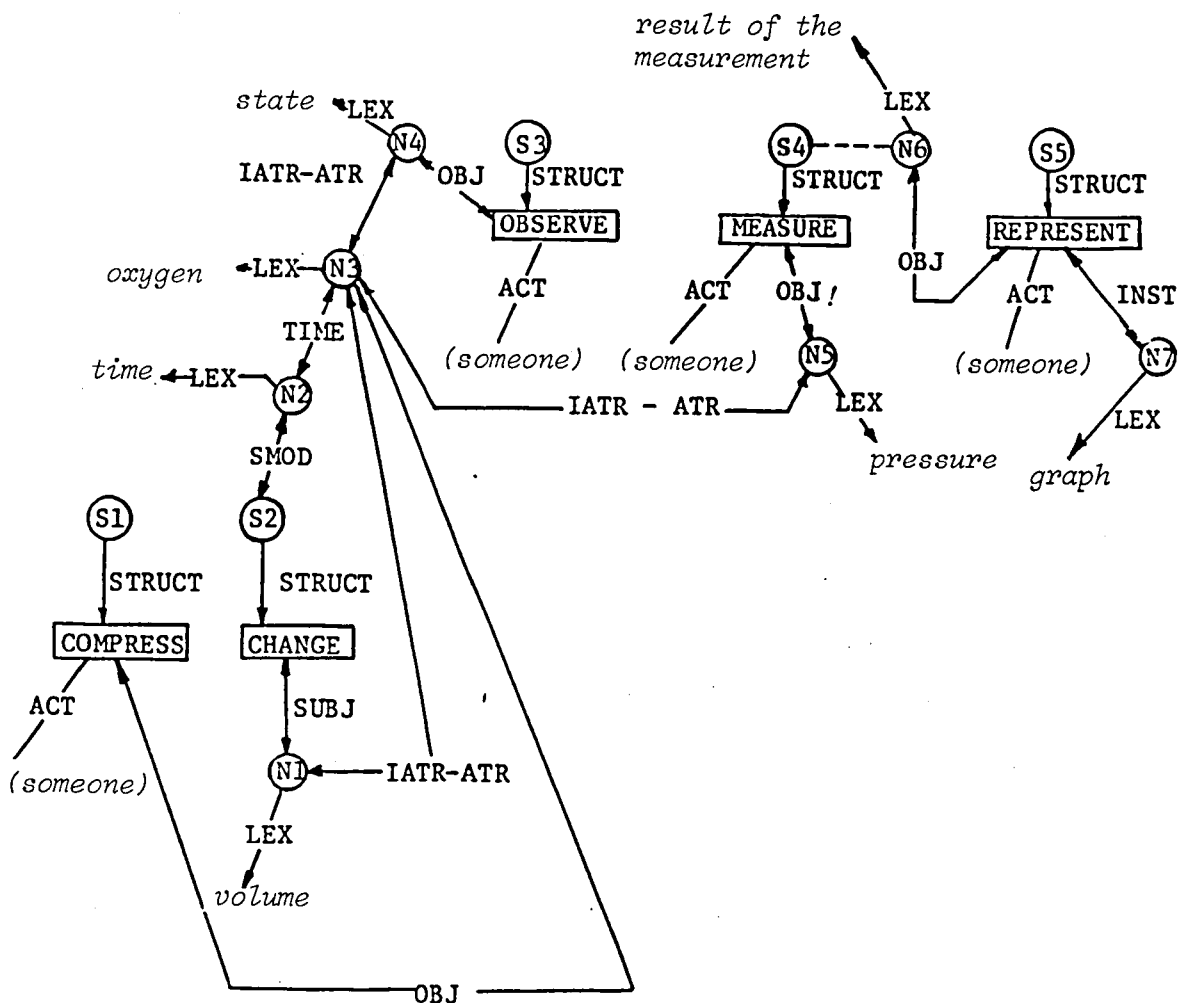 result of the
measurement
state
LEX
LEX
N4
S3
S4
N6
S5
IATR-ATR
OBJ
STRUCT
STRUCT
STRUCT
OBSERVE
MEASURE
REPRESENT
oxygen
LEX
N3
OBJ
ACT
ACT
OBJ!
ACT
INST
TIME
(someone)
(someone)
N5
(someone)
N7
time
LEX
N2
IATR - ATR
LEX
LEX
SMOD
pressure
graph
S1
S2
STRUCT
STRUCT
COMPRESS
CHANGE
ACT
SUBJ
(someone)
N1
IATR-ATR
LEX
volume
OBJ